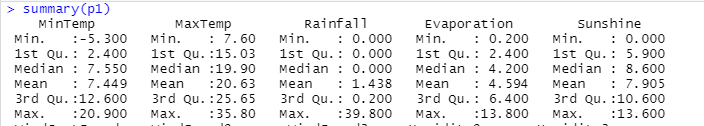 > summary(p1)
MinTemp MaxTemp Rainfall Evaporation Sunshine
Min. :-5.300 Min. : 7.60 Min. : 0.000 Min. : 0.200 Min. : 0.000
1st Qu.: 2.400 1st Qu.:15.03 1st Qu.: 0.000 1st Qu.: 2.400 1st Qu.: 5.900
Median : 7.550 Median :19.90 Median : 0.000 Median : 4.200 Median : 8.600
Mean : 7.449 Mean :20.63 Mean : 1.438 Mean : 4.594 Mean : 7.905
3rd Qu.:12.600 3rd Qu.:25.65 3rd Qu.: 0.200 3rd Qu.: 6.400 3rd Qu.:10.600
Max. :20.900 Max. :35.80 Max. :39.800 Max. :13.800 Max. :13.600